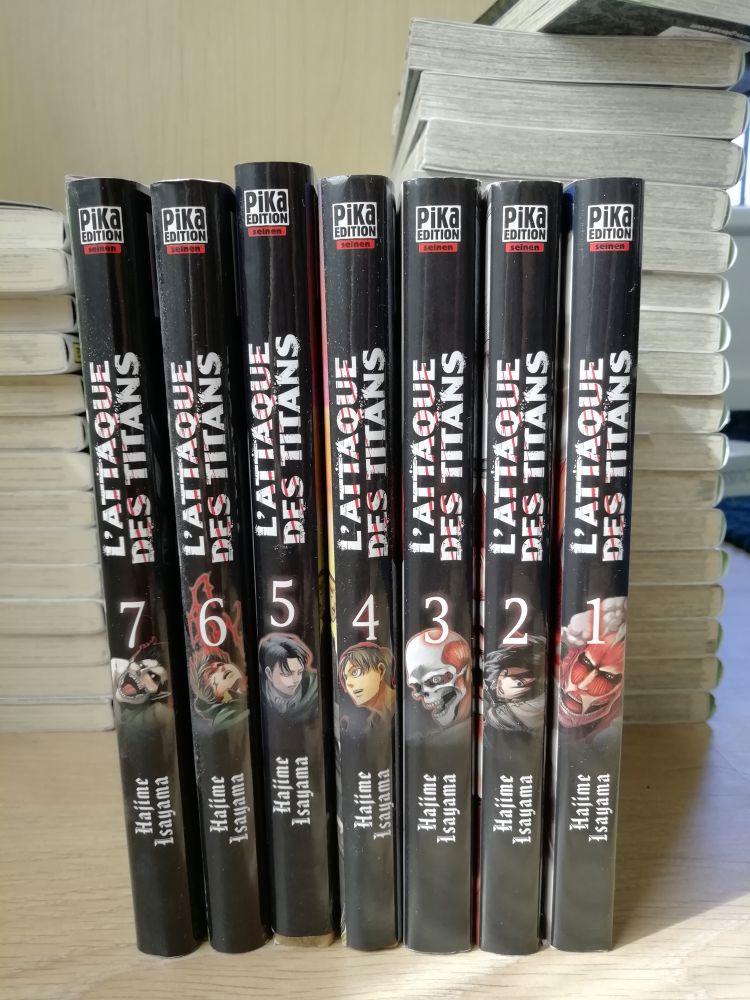 PiKa
EDITION
seinen
L'ATTAQUE
DES TITANS
7
Hajime
Isayama
PiKa
EDITION
seinen
L'ATTAQUE
DES TITANS
6
Hajime
Isayama
PiKa
EDITION
seinen
L'ATTAQUE
DES TITANS
5
Hajime
Isayama
PiKa
EDITION
seinen
L'ATTAQUE
DES TITANS
4
Hajime
Isayama
PiKa
EDITION
seinen
L'ATTAQUE
DES TITANS
3
Hajime
Isayama
PiKa
EDITION
seinen
L'ATTAQUE
DES TITANS
2
Hajime
Isayama
PiKa
EDITION
seinen
L'ATTAQUE
DES TITANS
1
Hajime
Isayama